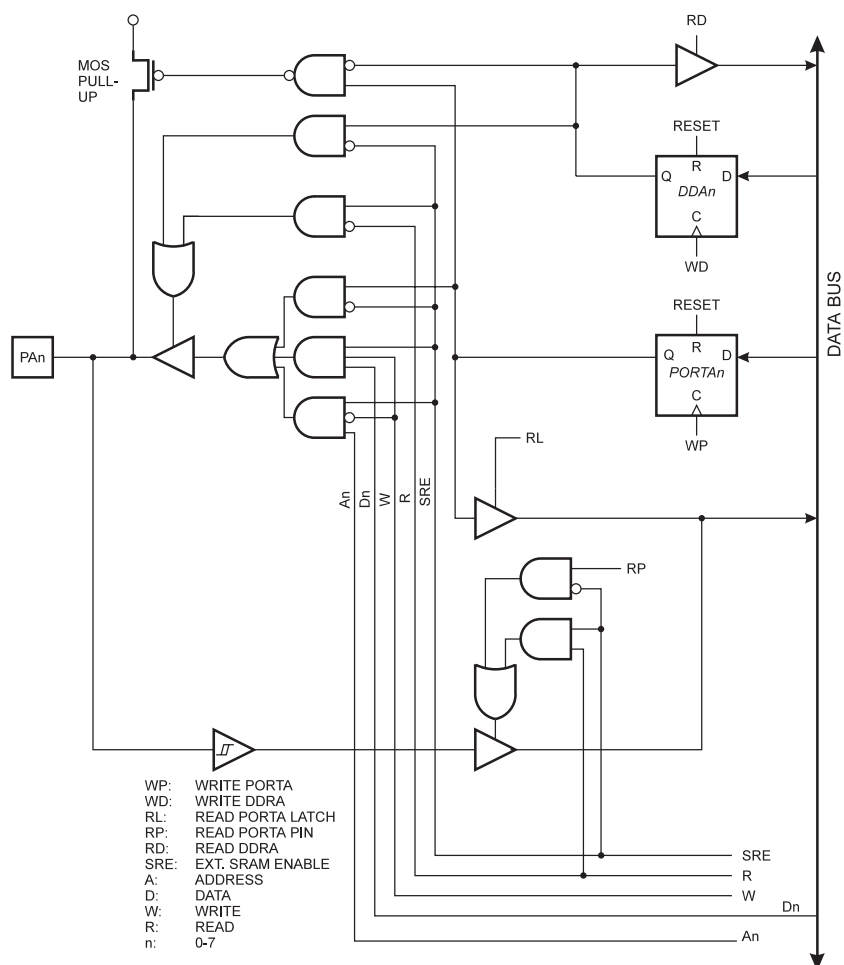 RD
MOS
PULL-
UP
RESET
R
Q
D
DDAn
C
WD
DATA BUS
RESET
R
Q
D
PORTAn
C
WP
PAn
RL
An
Dn
W
R
SRE
RP
WP: WRITE PORTA
WD: WRITE DDRA
RL: READ PORTA LATCH
RP: READ PORTA PIN
RD: READ DDRA
SRE: EXT. SRAM ENABLE
A: ADDRESS
D: DATA
W: WRITE
R: READ
n: 0-7
SRE
R
W
Dn
An